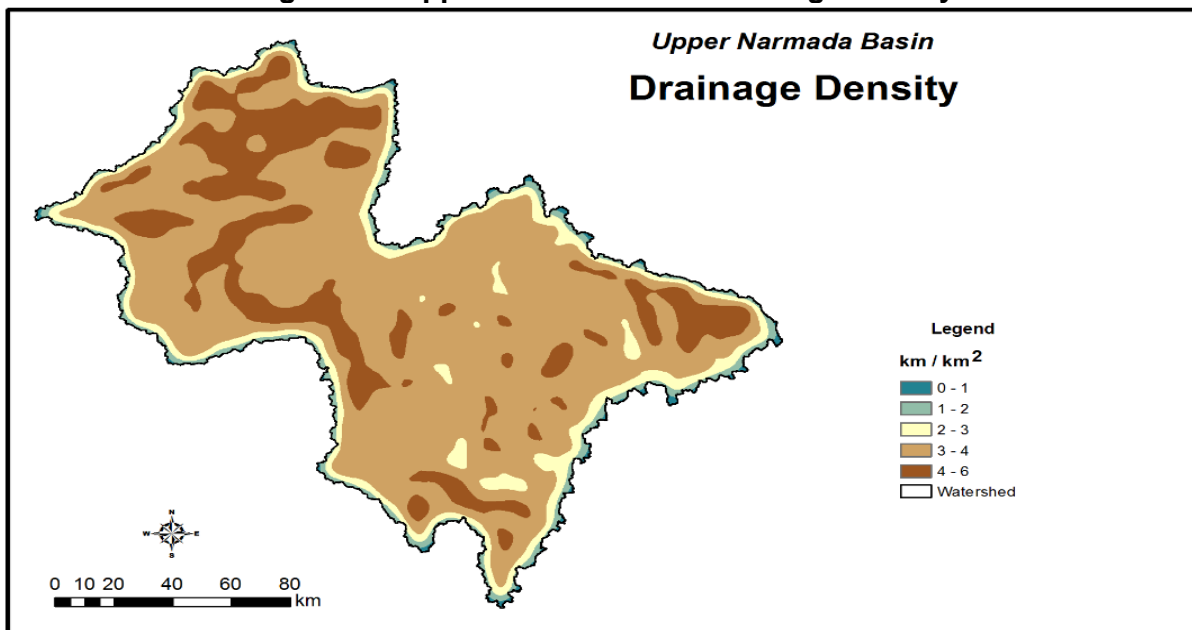 Upper Narmada Basin
Drainage Density
Legend
km / km²
0 - 1
1 - 2
2 - 3
3 - 4
4 - 6
Watershed
N
W E
S
0 10 20 40 60 80
km